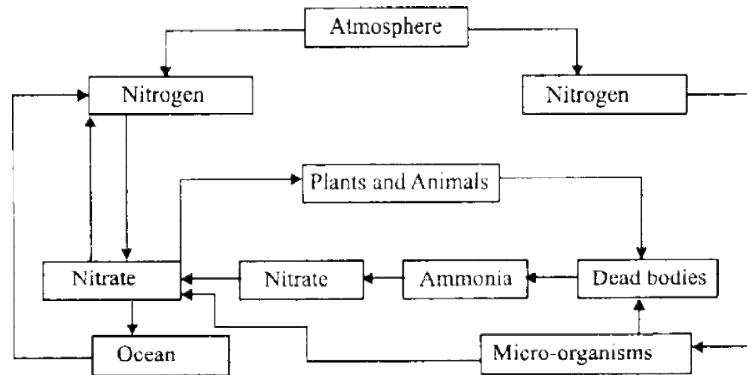 Atmosphere
Nitrogen
Nitrogen
Plants and Animals
Nitrate
Nitrate
Ammonia
Dead bodies
Ocean
Micro-organisms